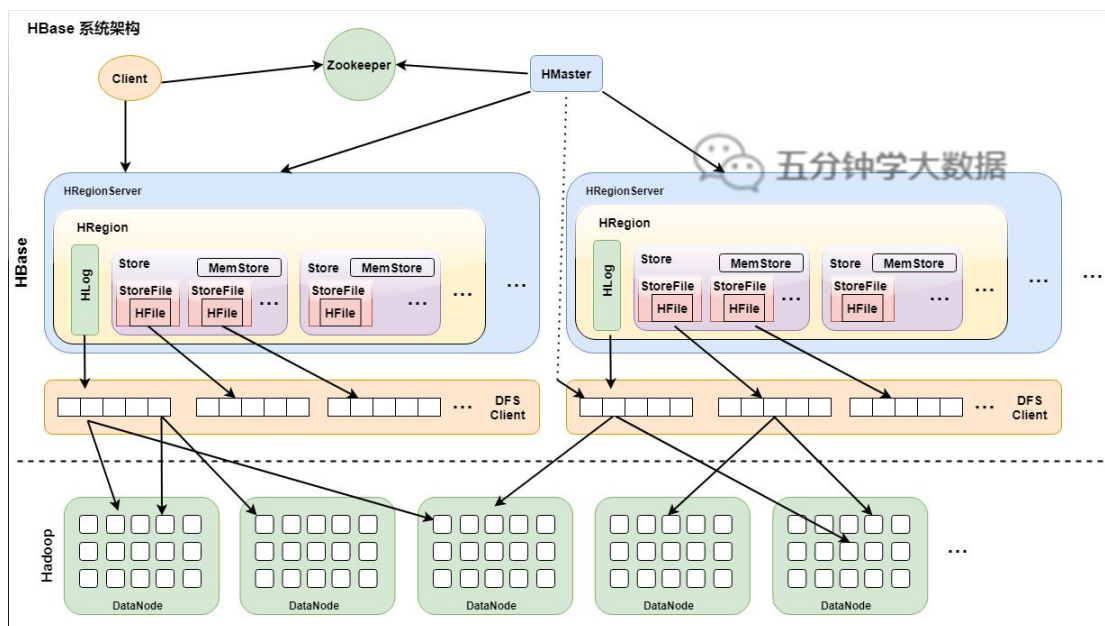 HBase 系统架构
Client
Zookeeper
HMaster
五分钟学大数据
HBase
HRegionServer
HRegion
HLog
Store
MemStore
StoreFile
HFile
StoreFile
HFile
...
Store
MemStore
StoreFile
HFile
...
...
...
HRegionServer
HRegion
HLog
Store
MemStore
StoreFile
HFile
StoreFile
HFile
...
Store
MemStore
StoreFile
HFile
...
...
...
...
...
DFS
Client
...
DFS
Client
Hadoop
DataNode
DataNode
DataNode
DataNode
DataNode
...